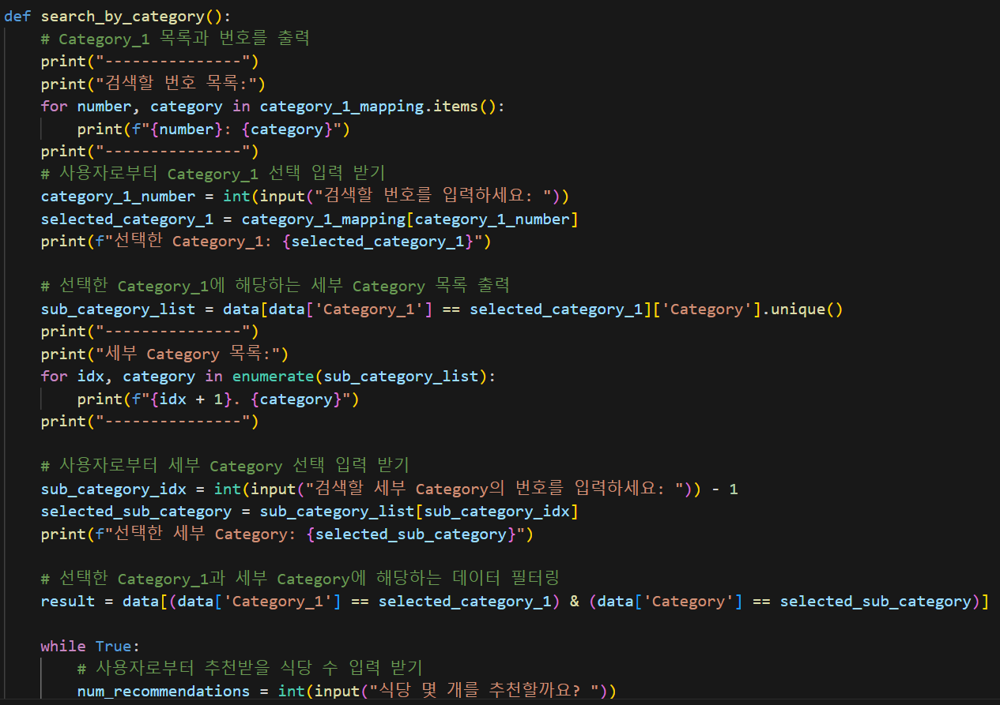 def search_by_category():
    # Category_1 목록과 번호를 출력
    print("---------------")
    print("검색할 번호 목록:")
    for number, category in category_1_mapping.items():
        print(f"{number}: {category}")
    print("---------------")
    # 사용자로부터 Category_1 선택 입력 받기
    category_1_number = int(input("검색할 번호를 입력하세요: "))
    selected_category_1 = category_1_mapping[category_1_number]
    print(f"선택한 Category_1: {selected_category_1}")

    # 선택한 Category_1에 해당하는 세부 Category 목록 출력
    sub_category_list = data[data['Category_1'] == selected_category_1]['Category'].unique()
    print("---------------")
    print("세부 Category 목록:")
    for idx, category in enumerate(sub_category_list):
        print(f"{idx + 1}. {category}")
    print("---------------")

    # 사용자로부터 세부 Category 선택 입력 받기
    sub_category_idx = int(input("검색할 세부 Category의 번호를 입력하세요: ")) - 1
    selected_sub_category = sub_category_list[sub_category_idx]
    print(f"선택한 세부 Category: {selected_sub_category}")

    # 선택한 Category_1과 세부 Category에 해당하는 데이터 필터링
    result = data[(data['Category_1'] == selected_category_1) & (data['Category'] == selected_sub_category)]

    while True:
        # 사용자로부터 추천받을 식당 수 입력 받기
        num_recommendations = int(input("식당 몇 개를 추천할까요? "))